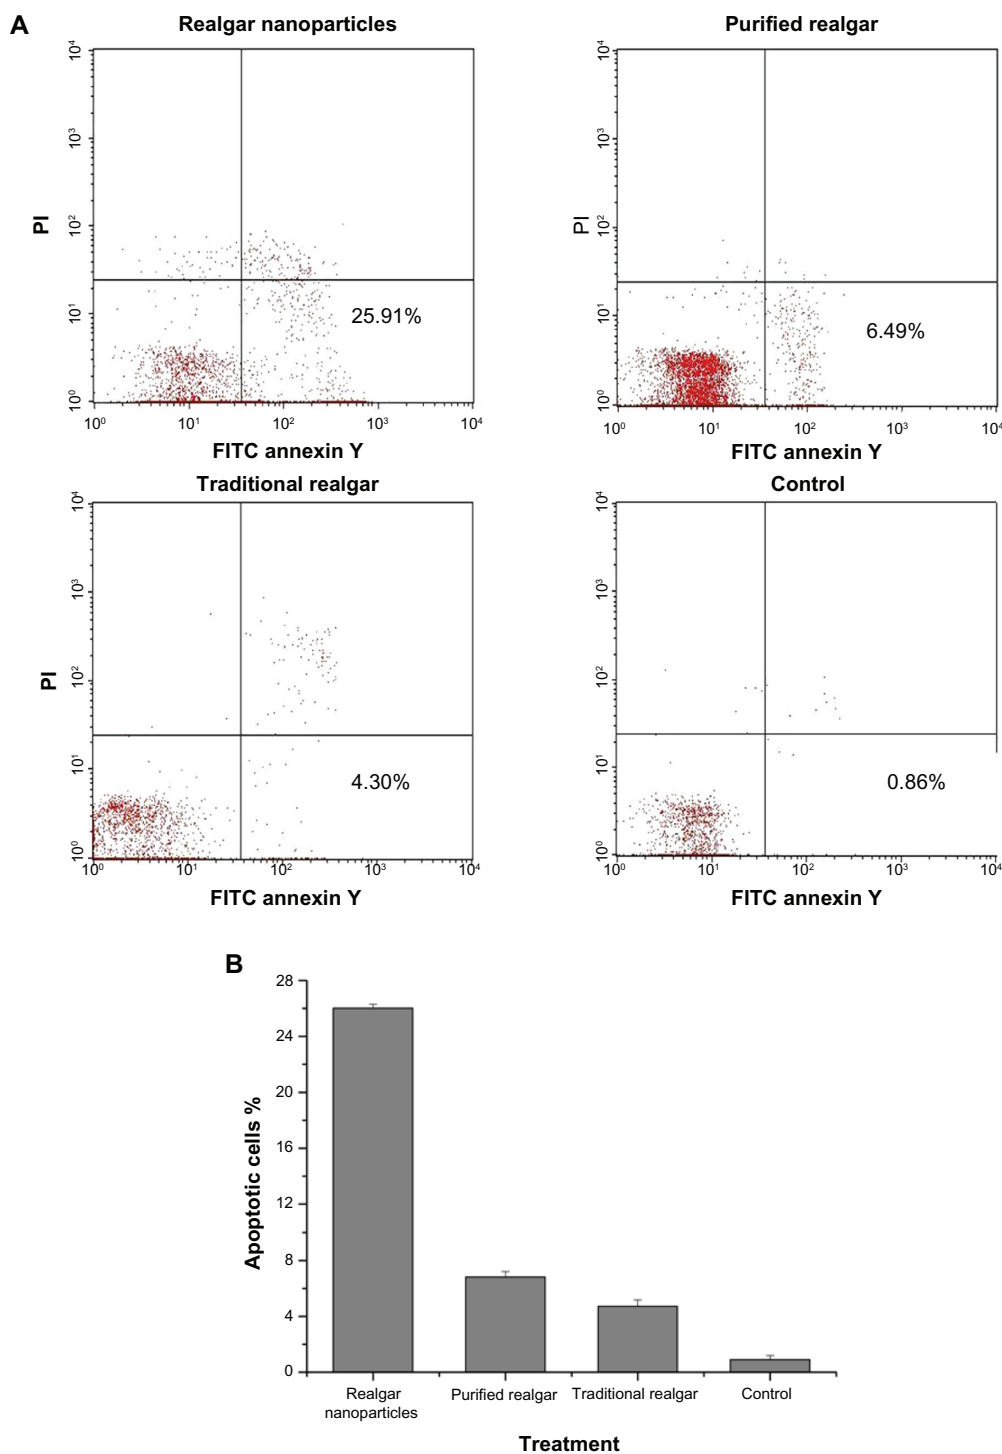 A
Realgar nanoparticles
10⁴
10³
10²
10¹
10⁰
PI
25.91%
10⁰ 10¹ 10² 10³ 10⁴
FITC annexin Y
Purified realgar
10⁴
10³
10²
10¹
10⁰
PI
6.49%
10⁰ 10¹ 10² 10³ 10⁴
FITC annexin Y
Traditional realgar
10⁴
10³
10²
10¹
10⁰
PI
4.30%
10⁰ 10¹ 10² 10³ 10⁴
FITC annexin Y
Control
10⁴
10³
10²
10¹
10⁰
0.86%
10⁰ 10¹ 10² 10³ 10⁴
FITC annexin Y
B
28
24
20
16
12
8
4
0
Apoptotic cells %
Realgar
nanoparticles
Purified realgar
Traditional realgar
Control
Treatment